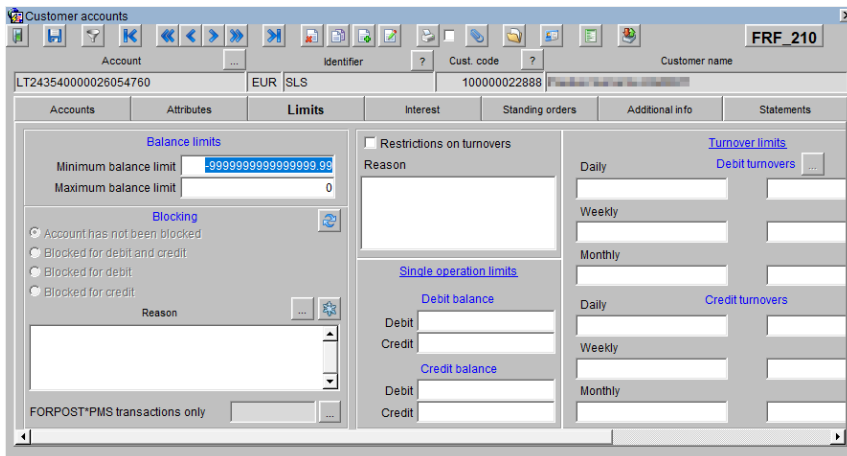 Customer accounts
FRF_210
Account ... Identifier ? Cust. code ? Customer name
LT243540000026054760 EUR SLS 100000022888
Accounts Attributes Limits Interest Standing orders Additional info Statements
Balance limits
Minimum balance limit -9999999999999999.99
Maximum balance limit 0
Blocking
Account has not been blocked
Blocked for debit and credit
Blocked for debit
Blocked for credit
Reason ...
FORPOST*PMS transactions only ...
Restrictions on turnovers
Reason
Single operation limits
Debit balance
Debit
Credit
Credit balance
Debit
Credit
Turnover limits
Daily Debit turnovers ...
Weekly
Monthly
Daily Credit turnovers
Weekly
Monthly